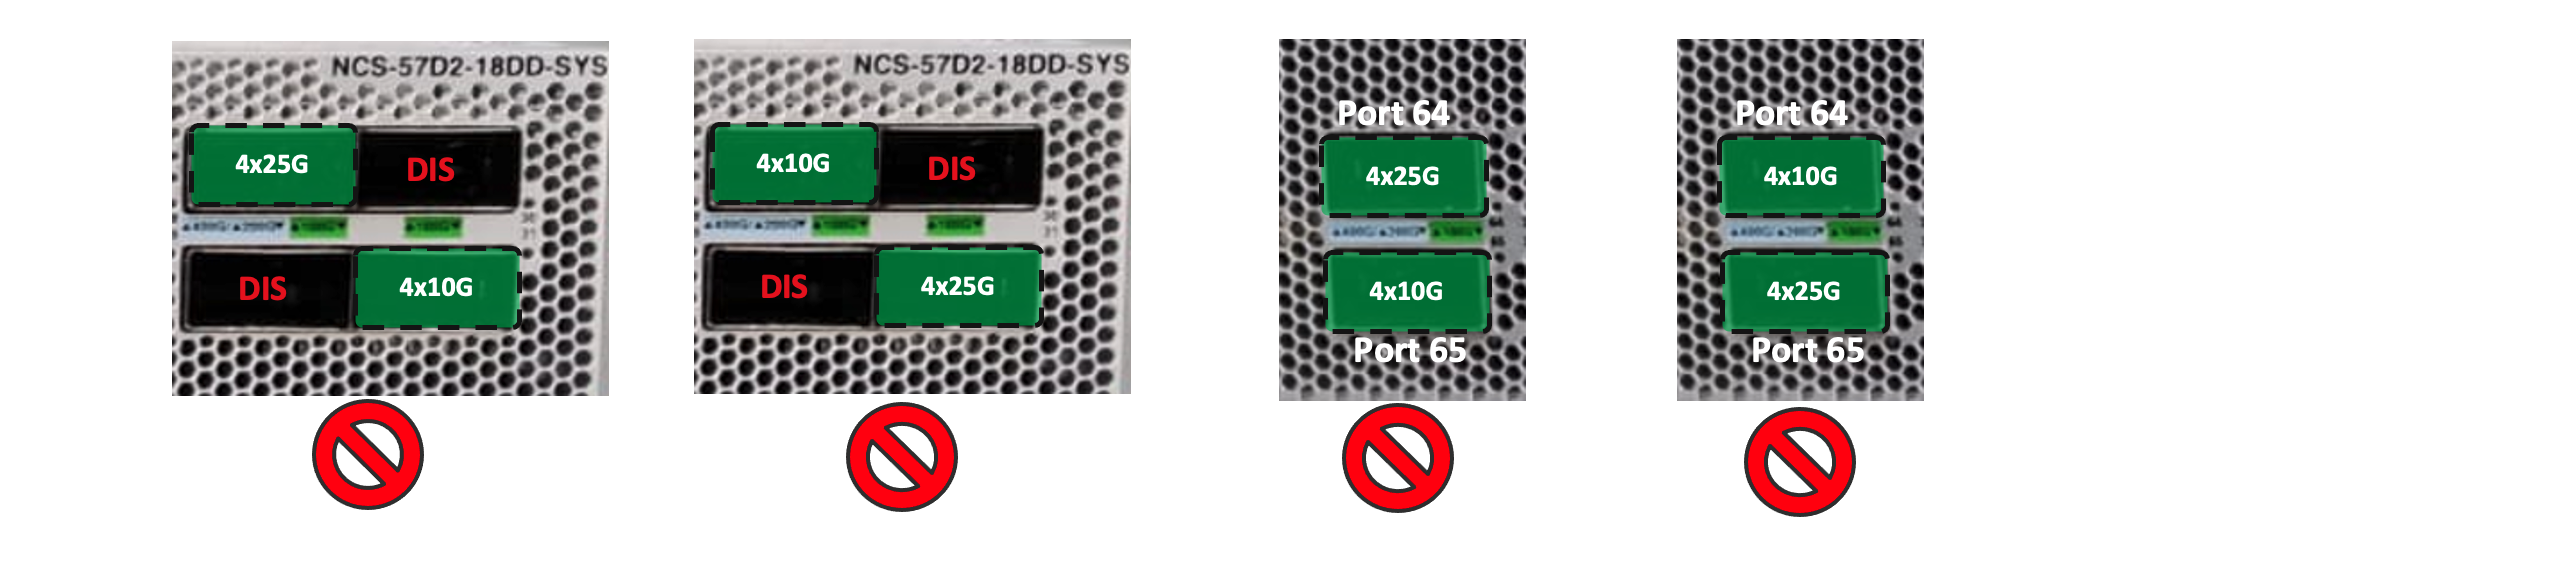 NCS-57D2-18DD-SYS
4x25G
DIS
DIS
4x10G
NCS-57D2-18DD-SYS
4x10G
DIS
DIS
4x25G
Port 64
4x25G
4x10G
Port 65
Port 64
4x10G
4x25G
Port 65